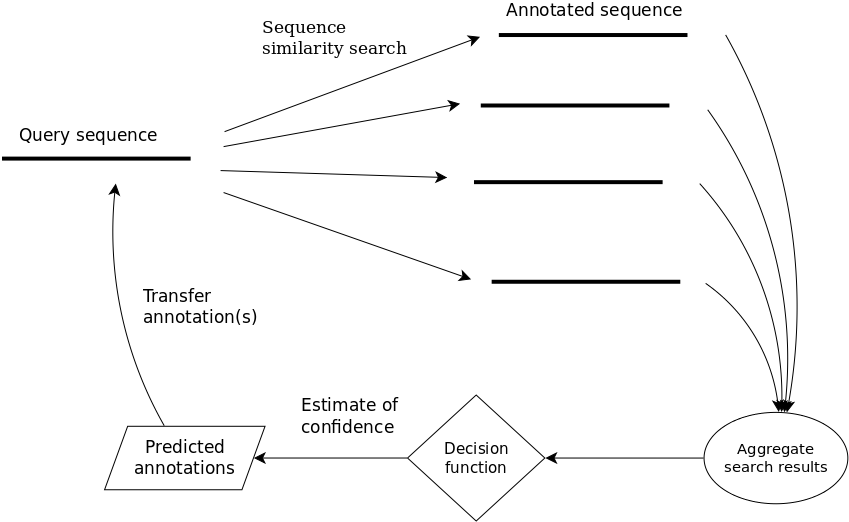 Annotated sequence
Sequence
similarity search
Query sequence
Transfer
annotation(s)
Estimate of
confidence
Predicted
annotations
Decision
function
Aggregate
search results